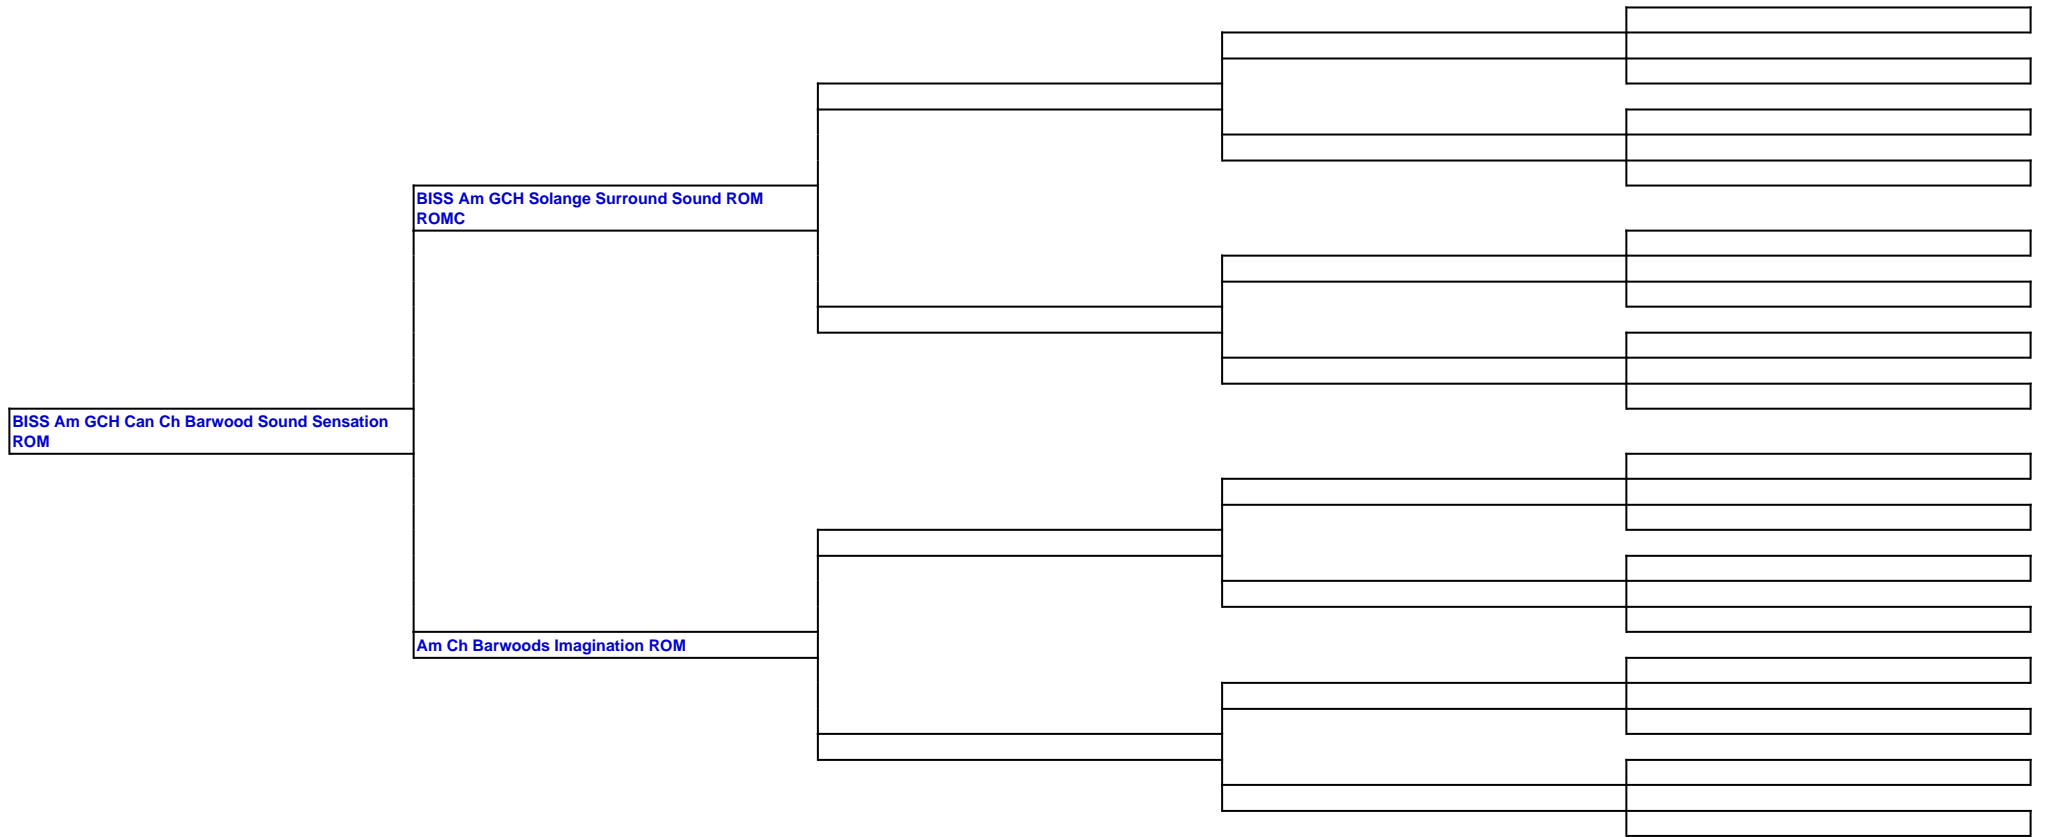 BISS Am GCH Solange Surround Sound ROM
ROMC
BISS Am GCH Can Ch Barwood Sound Sensation
ROM
Am Ch Barwoods Imagination ROM